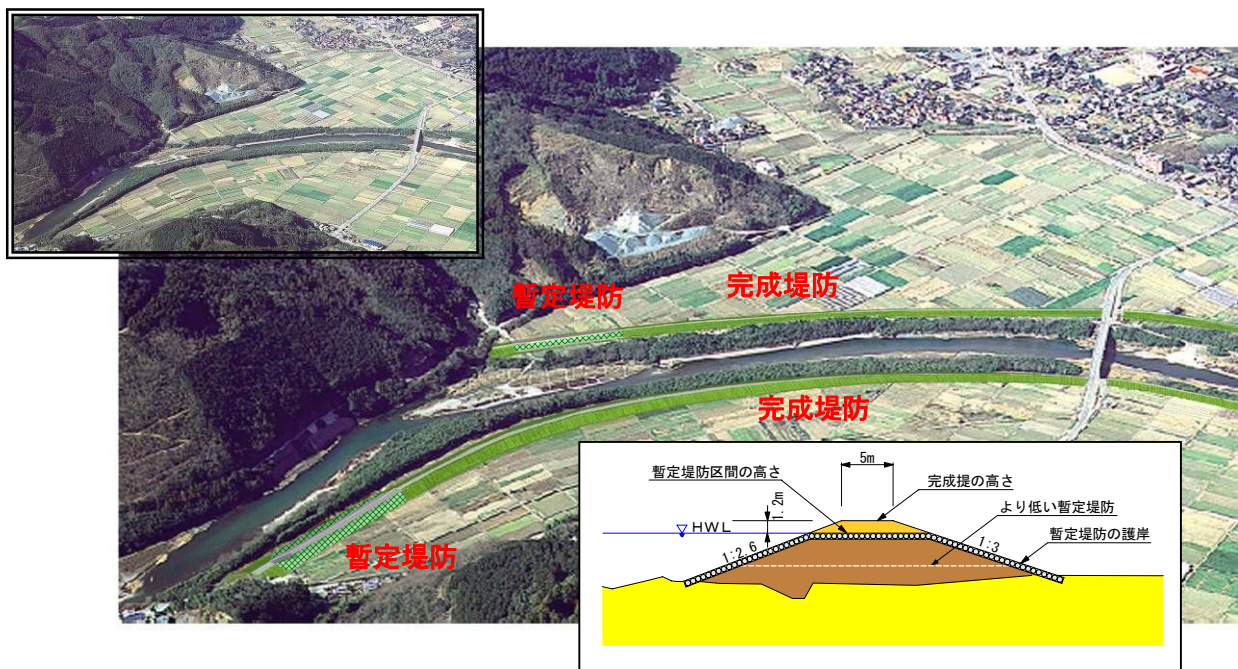 暫定堤防
完成堤防
完成堤防
暫定堤防
5m
暫定堤防区間の高さ
完成提の高さ
1.2m
より低い暫定堤防
HWL
暫定堤防の護岸
1:2.6
1:3